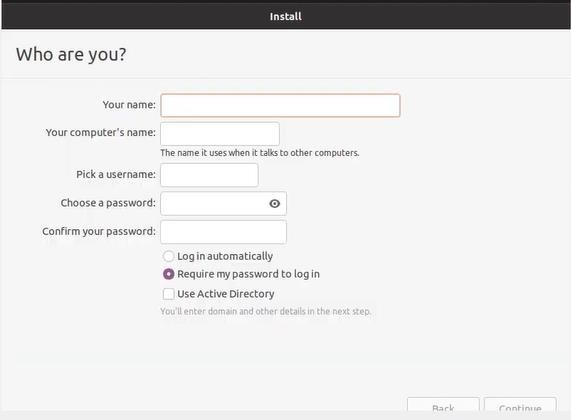 Install
Who are you?
Your name:
Your computer's name:
The name it uses when it talks to other computers.
Pick a username:
Choose a password:
Confirm your password:
Log in automatically
Require my password to log in
Use Active Directory
You'll enter domain and other details in the next step.
Back Continue